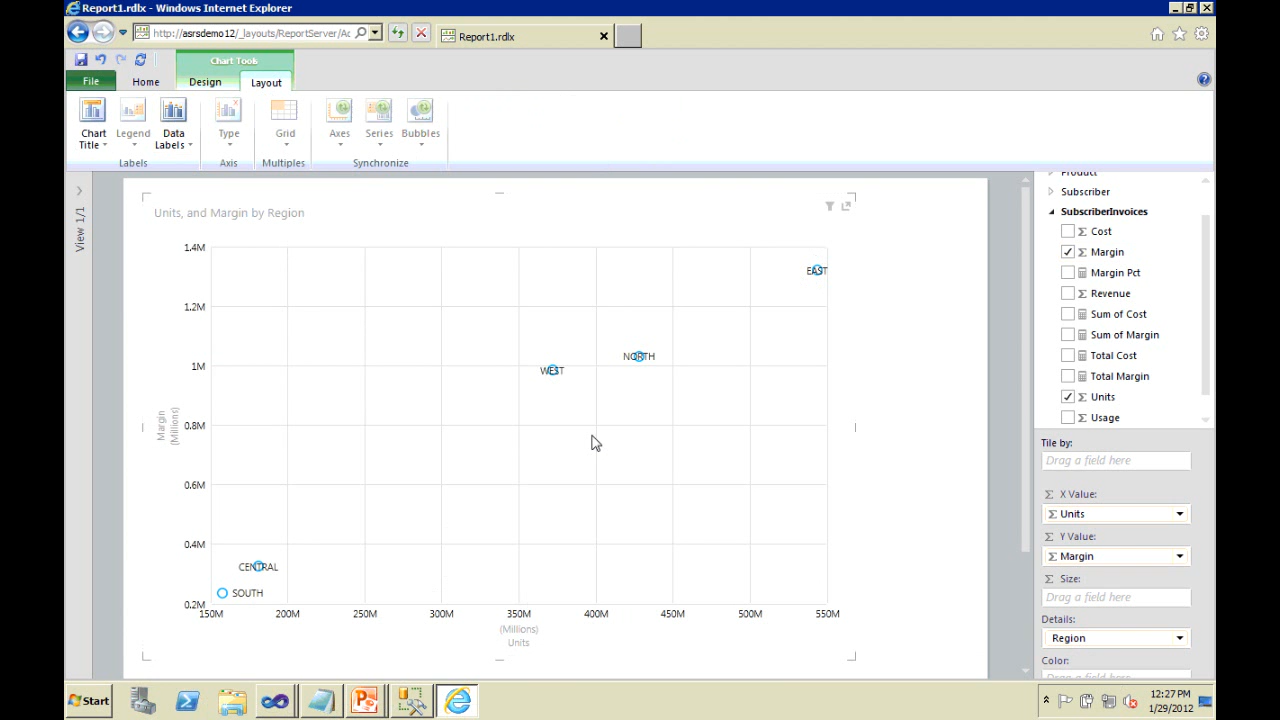 Report1.rdlx - Windows Internet Explorer
http://asrsdemo12/_layouts/ReportServer/Ac
Report1.rdlx
Chart Tools
File
Home
Design
Layout
Chart Title
Legend
Data Labels
Type
Grid
Axes
Series
Bubbles
Labels
Axis
Multiples
Synchronize
View 1/1
Units, and Margin by Region
1.4M
1.2M
1M
0.8M
0.6M
0.4M
0.2M
Margin
(Millions)
EAST
NORTH
WEST
CENTRAL
SOUTH
150M
200M
250M
300M
350M
400M
450M
500M
550M
(Millions)
Units
Product
Subscriber
SubscriberInvoices
Cost
Margin
Margin Pct
Revenue
Sum of Cost
Sum of Margin
Total Cost
Total Margin
Units
Usage
Tile by:
Drag a field here
X Value:
Units
Y Value:
Margin
Size:
Drag a field here
Details:
Region
Color:
Start
12:27 PM
1/29/2012